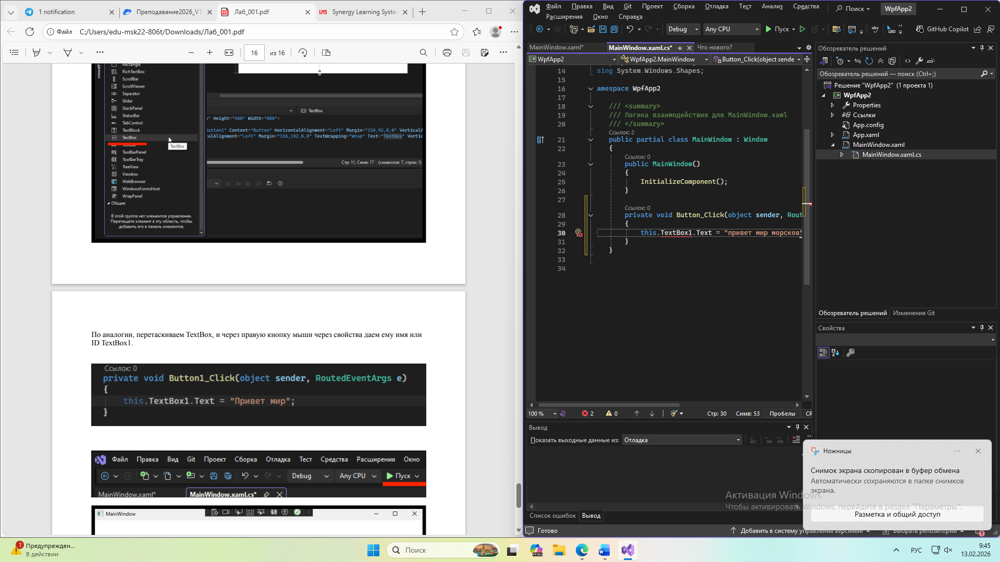 1 notification
Преподавание2026_V1
Лаб_001.pdf
Synergy Learning Syster
Файл
C:/Users/edu-msk22-806t/Downloads/Лаб_001.pdf
16
из 16
данных
Rectangle
RichTextBox
ScrollBar
ScrollViewer
Separator
Slider
StackPanel
StatusBar
TabControl
TextBlock
TextBox
ToolBar
ToolBarPanel
ToolBarTray
TreeView
Viewbox
WebBrowser
WindowsFormsHost
WrapPanel
Общие
В этой группе нет элементов управления.
Перетащите элемент в эту область, чтобы
добавить его в панель элементов.
TextBox
TextBox
" Height="450" Width="800">
Button1" Content="Button" HorizontalAlignment="Left" Margin="326,92,0,0" VerticalA
alAlignment="Left" Margin="326,192,0,0" TextWrapping="Wrap" Text="TextBox" Vertic
Стр: 11, Симв: 17
(символов: 7, строк: 1)
По аналогии, перетаскиваем TextBox, и через правую кнопку мыши через свойства даем ему имя или
ID TextBox1.
Ссылок: 0
private void Button1_Click(object sender, RoutedEventArgs e)
{
this.TextBox1.Text = "Привет мир";
}
Файл Правка Вид Git Проект Сборка Отладка Тест Средства Расширения Окно
Debug Any CPU Пуск
MainWindow.xaml* MainWindow.xaml.cs*
MainWindow
Файл Правка Вид Git Проект Сборка Отладка Тест Анализ Средства
Расширения Окно Справка
Поиск
WpfApp2
Debug Any CPU Пуск
GitHub Copilot
MainWindow.xaml* MainWindow.xaml.cs* Что нового?
WpfApp2 WpfApp2.MainWindow Button_Click(object sende
14 sing System.Windows.Shapes;
15
16 amespace WpfApp2
17
18 /// <summary>
19 /// Логика взаимодействия для MainWindow.xaml
20 /// </summary>
Ссылок: 2
21 public partial class MainWindow : Window
22 {
Ссылок: 0
23 public MainWindow()
24 {
25 InitializeComponent();
26 }
27
Ссылок: 0
28 private void Button_Click(object sender, Rout
29 {
30 this.TextBox1.Text = "привет мир морсков"
31 }
32 }
33
34
100 % 2 0 Стр: 30 Симв: 53 Пробелы CR
Вывод
Показать выходные данные из: Отладка
Список ошибок Вывод
Готово
Добавить в систему управления версиями
Выбрать репозиторий
1
Обозреватель решений
Обозреватель решений — поиск (Ctrl+;)
Решение "WpfApp2" (1 проекта 1)
WpfApp2
Properties
Ссылки
App.config
App.xaml
MainWindow.xaml
MainWindow.xaml.cs
Обозреватель решений Изменения Git
Свойства
Ножницы
Снимок экрана скопирован в буфер обмена
Автоматически сохраняются в папке снимков
экрана.
Разметка и общий доступ
Активация Windows
Чтобы активировать Windows, перейдите в раздел "Параметры".
1
Предупрежден...
В действии
Поиск
M365
РУС
9:45
13.02.2026